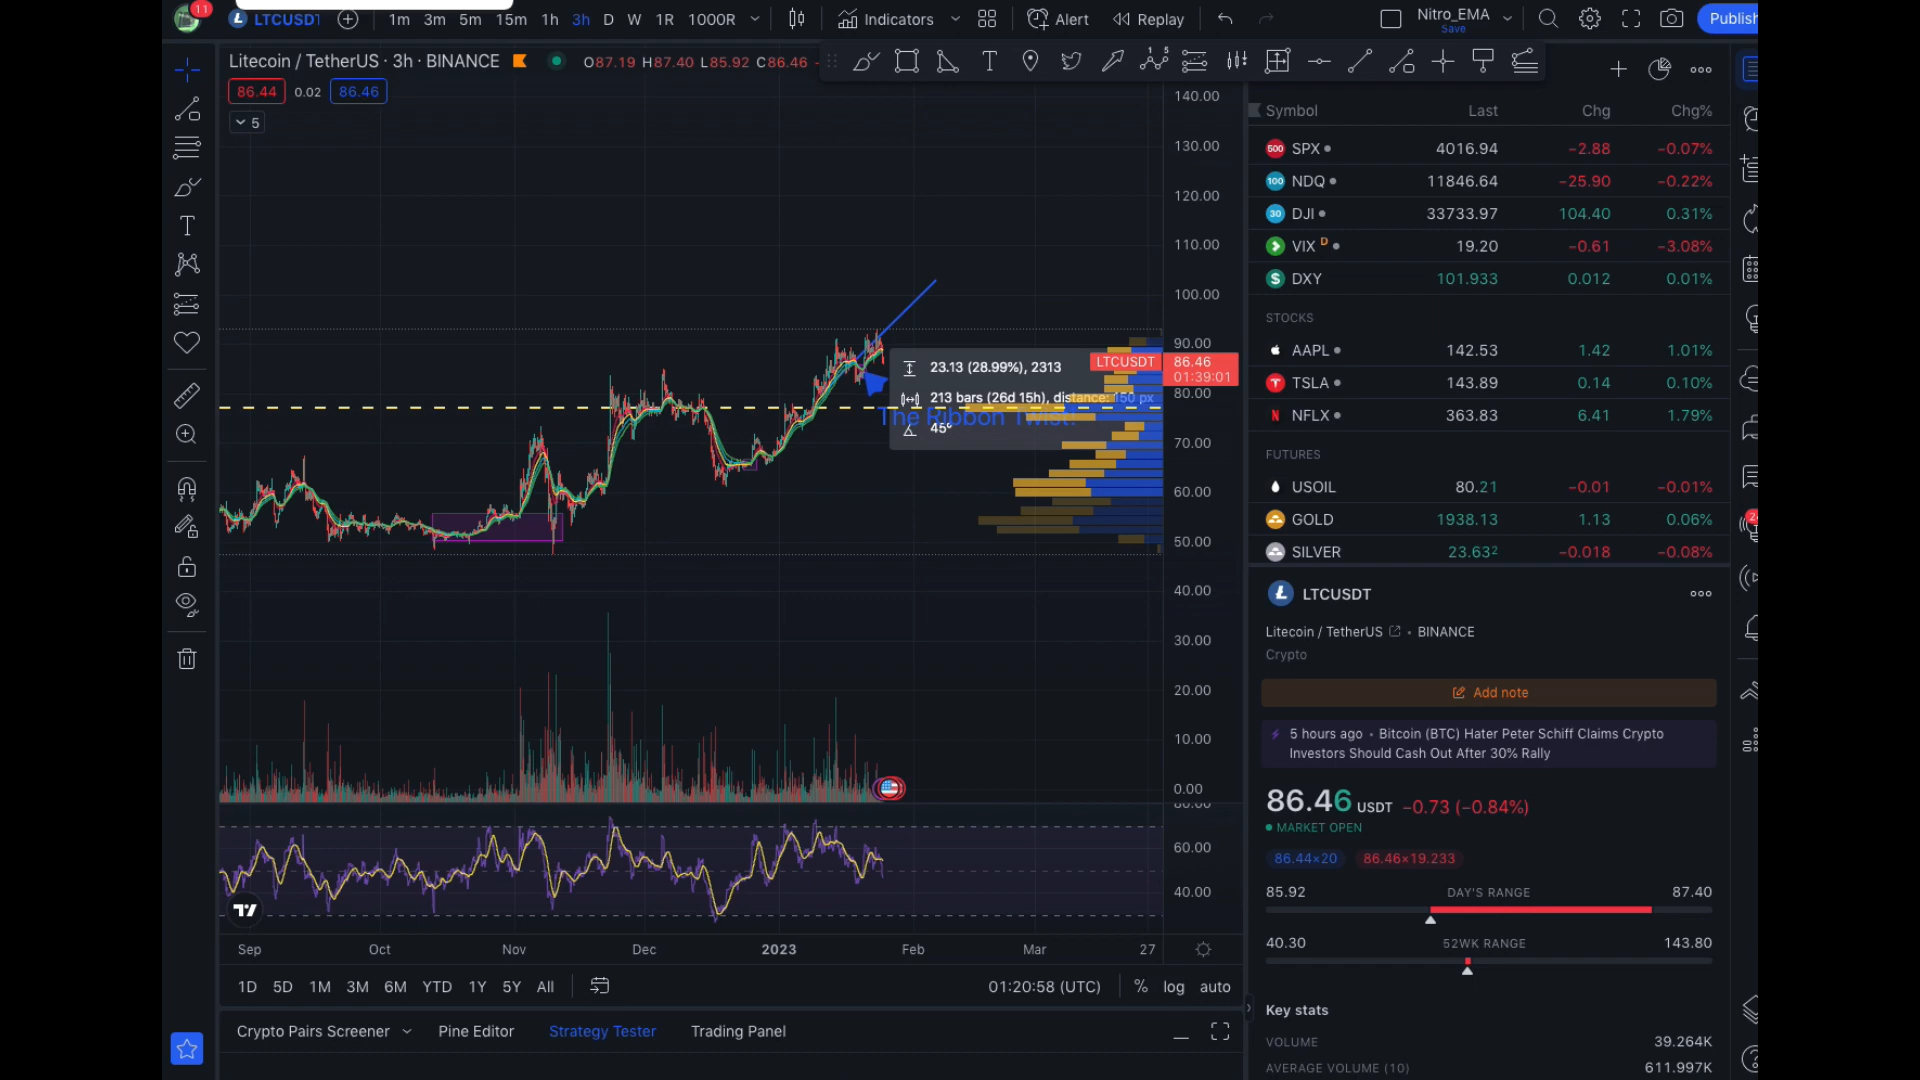 11
LTCUSDT
1m 3m 5m 15m 1h 3h D W 1R 1000R
Indicators
Alert
Replay
Nitro_EMA
Save
Publish
Litecoin / TetherUS · 3h · BINANCE
O87.19 H87.40 L85.92 C86.46
86.44 0.02 86.46
5
140.00
130.00
120.00
110.00
100.00
90.00
LTCUSDT 86.46
01:39:01
80.00
70.00
60.00
50.00
40.00
30.00
20.00
10.00
0.00
80.00
60.00
40.00
23.13 (28.99%), 2313
213 bars (26d 15h), distance: 150 px
The Ribbon Twist!
45°
Sep Oct Nov Dec 2023 Feb Mar 27
1D 5D 1M 3M 6M YTD 1Y 5Y All
01:20:58 (UTC) % log auto
Crypto Pairs Screener Pine Editor Strategy Tester Trading Panel
Symbol Last Chg Chg%
500 SPX 4016.94 −2.88 −0.07%
100 NDQ 11846.64 −25.90 −0.22%
30 DJI 33733.97 104.40 0.31%
VIX D 19.20 −0.61 −3.08%
$ DXY 101.933 0.012 0.01%
STOCKS
AAPL 142.53 1.42 1.01%
TSLA 143.89 0.14 0.10%
N NFLX 363.83 6.41 1.79%
FUTURES
USOIL 80.21 −0.01 −0.01%
GOLD 1938.13 1.13 0.06%
SILVER 23.632 −0.018 −0.08%
LTCUSDT
Litecoin / TetherUS • BINANCE
Crypto
Add note
5 hours ago • Bitcoin (BTC) Hater Peter Schiff Claims Crypto
Investors Should Cash Out After 30% Rally
86.46 USDT −0.73 (−0.84%)
MARKET OPEN
86.44×20 86.46×19.233
85.92 DAY'S RANGE 87.40
40.30 52WK RANGE 143.80
Key stats
VOLUME 39.264K
AVERAGE VOLUME (10) 611.997K